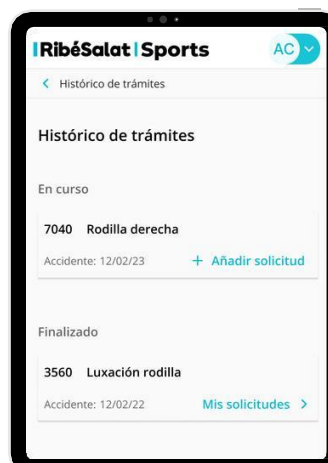 RibéSalat Sports
AC
Histórico de trámites
Histórico de trámites
En curso
7040 Rodilla derecha
Accidente: 12/02/23 + Añadir solicitud
Finalizado
3560 Luxación rodilla
Accidente: 12/02/22 Mis solicitudes >